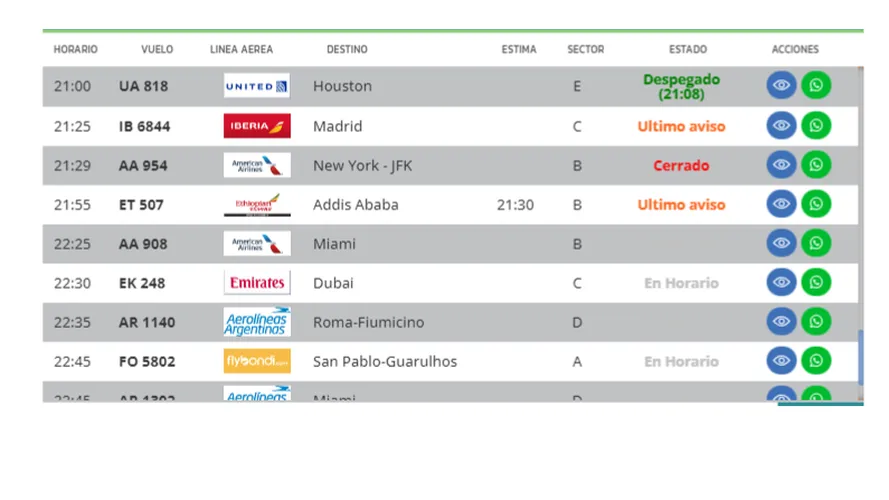 HORARIO VUELO LINEA AEREA DESTINO ESTIMA SECTOR ESTADO ACCIONES
21:00 UA 818 UNITED Houston E Despegado
(21:08)
21:25 IB 6844 IBERIA Madrid C Ultimo aviso
21:29 AA 954 American Airlines New York - JFK B Cerrado
21:55 ET 507 Ethiopian Addis Ababa 21:30 B Ultimo aviso
22:25 AA 908 American Airlines Miami B
22:30 EK 248 Emirates Dubai C En Horario
22:35 AR 1140 Aerolíneas Argentinas Roma-Fiumicino D
22:45 FO 5802 flybondi.com San Pablo-Guarulhos A En Horario
22:45 AR 1302 Aerolíneas Miami D